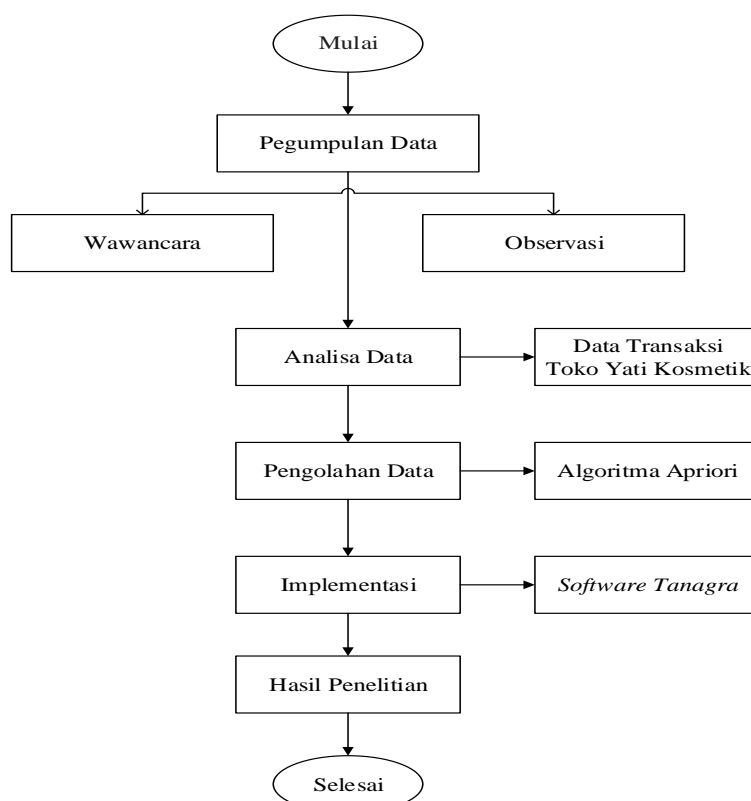 Mulai
Pegumpulan Data
Wawancara
Observasi
Analisa Data
Data Transaksi
Toko Yati Kosmetik
Pengolahan Data
Algoritma Apriori
Implementasi
Software Tanagra
Hasil Penelitian
Selesai